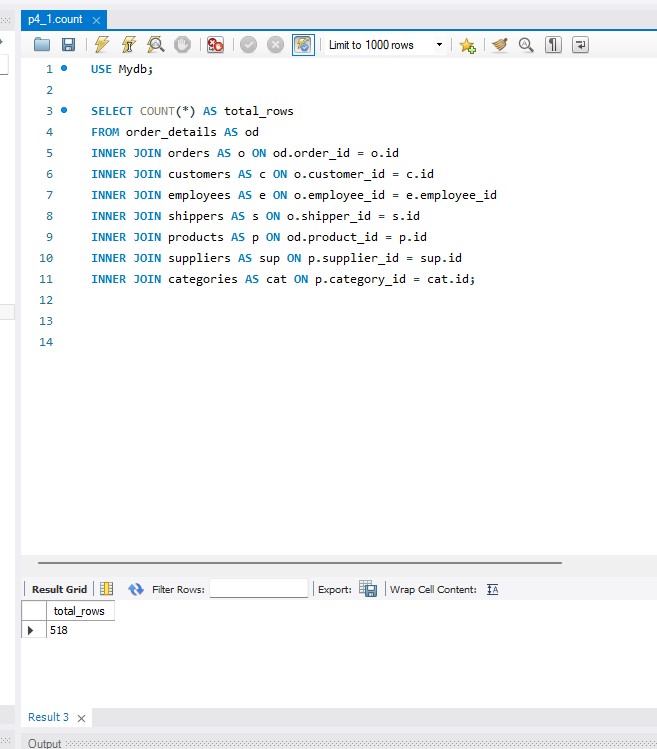 p4_1.count
Limit to 1000 rows
1 USE Mydb;
2
3 SELECT COUNT(*) AS total_rows
4 FROM order_details AS od
5 INNER JOIN orders AS o ON od.order_id = o.id
6 INNER JOIN customers AS c ON o.customer_id = c.id
7 INNER JOIN employees AS e ON o.employee_id = e.employee_id
8 INNER JOIN shippers AS s ON o.shipper_id = s.id
9 INNER JOIN products AS p ON od.product_id = p.id
10 INNER JOIN suppliers AS sup ON p.supplier_id = sup.id
11 INNER JOIN categories AS cat ON p.category_id = cat.id;
12
13
14
Result Grid Filter Rows: Export: Wrap Cell Content:
total_rows
518
Result 3
Output